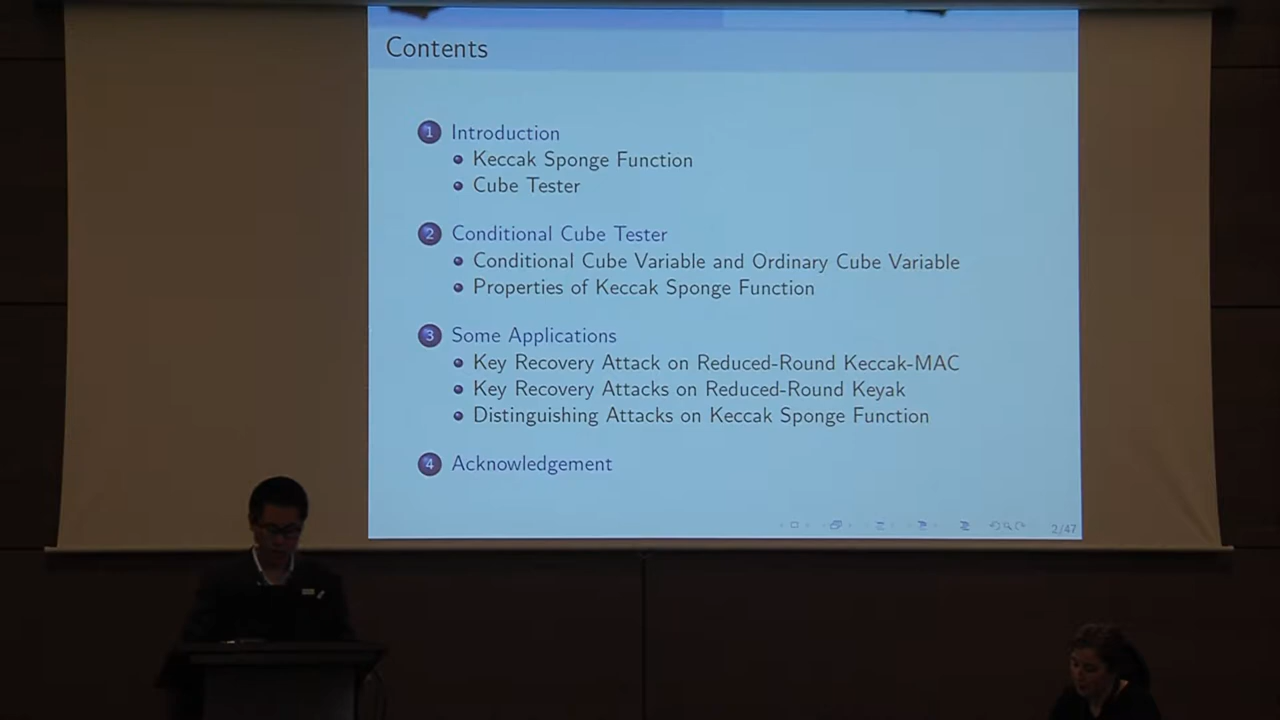 Contents
1 Introduction
Keccak Sponge Function
Cube Tester
2 Conditional Cube Tester
Conditional Cube Variable and Ordinary Cube Variable
Properties of Keccak Sponge Function
3 Some Applications
Key Recovery Attack on Reduced-Round Keccak-MAC
Key Recovery Attacks on Reduced-Round Keyak
Distinguishing Attacks on Keccak Sponge Function
4 Acknowledgement
2/47